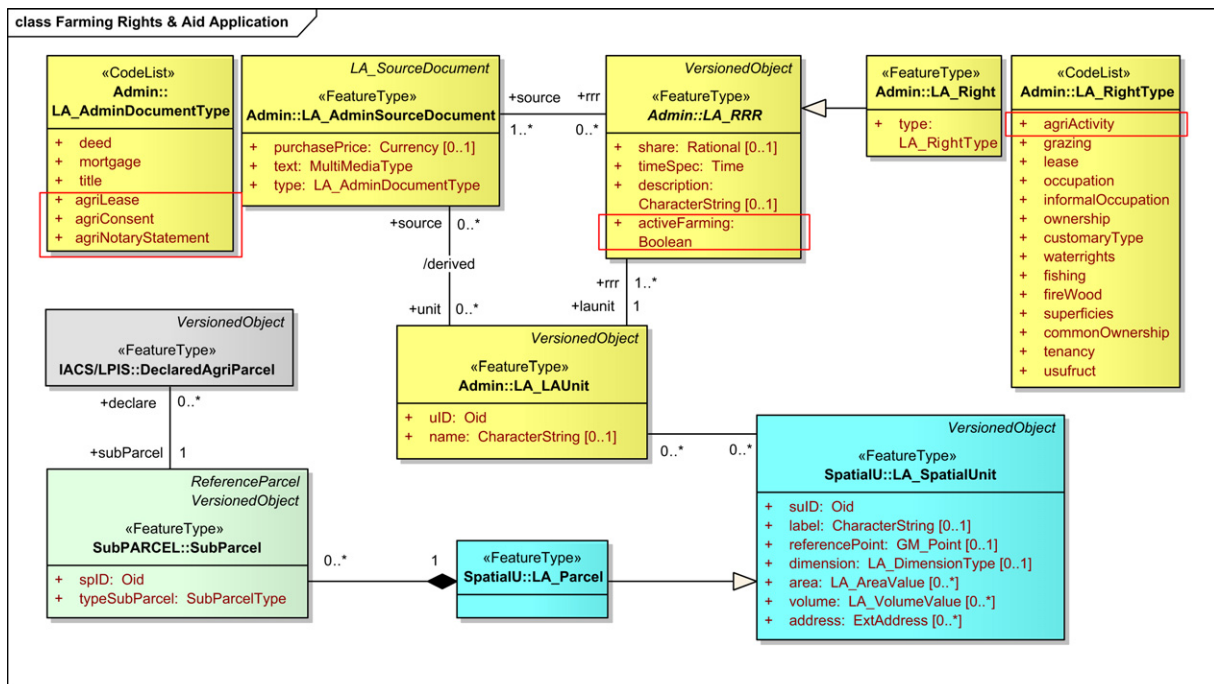 class Farming Rights & Aid Application
«CodeList»
Admin::
LA_AdminDocumentType
+ deed
+ mortgage
+ title
+ agriLease
+ agriConsent
+ agriNotaryStatement
LA_SourceDocument
«FeatureType»
Admin::LA_AdminSourceDocument
+ purchasePrice: Currency [0..1]
+ text: MultiMediaType
+ type: LA_AdminDocumentType
+source
1..*
+rrr
0..*
VersionedObject
«FeatureType»
Admin::LA_RRR
+ share: Rational [0..1]
+ timeSpec: Time
+ description:
CharacterString [0..1]
+ activeFarming:
Boolean
«FeatureType»
Admin::LA_Right
+ type:
LA_RightType
«CodeList»
Admin::LA_RightType
+ agriActivity
+ grazing
+ lease
+ occupation
+ informalOccupation
+ ownership
+ customaryType
+ waterrights
+ fishing
+ fireWood
+ superficies
+ commonOwnership
+ tenancy
+ usufruct
+source 0..*
/derived
+unit 0..*
+rrr 1..*
+launit 1
VersionedObject
«FeatureType»
Admin::LA_LAUnit
+ uID: Oid
+ name: CharacterString [0..1]
0..*
0..*
VersionedObject
«FeatureType»
IACS/LPIS::DeclaredAgriParcel
+declare 0..*
+subParcel 1
ReferenceParcel
VersionedObject
«FeatureType»
SubPARCEL::SubParcel
+ spID: Oid
+ typeSubParcel: SubParcelType
0..*
1
«FeatureType»
SpatialU::LA_Parcel
VersionedObject
«FeatureType»
SpatialU::LA_SpatialUnit
+ suID: Oid
+ label: CharacterString [0..1]
+ referencePoint: GM_Point [0..1]
+ dimension: LA_DimensionType [0..1]
+ area: LA_AreaValue [0..*]
+ volume: LA_VolumeValue [0..*]
+ address: ExtAddress [0..*]